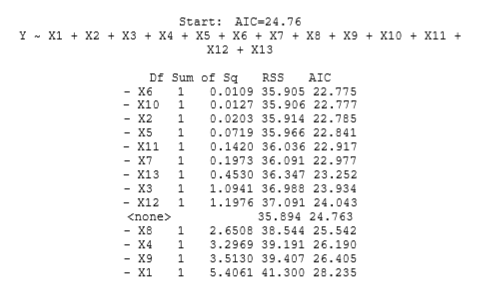 Start: AIC=24.76
Y ~ X1 + X2 + X3 + X4 + X5 + X6 + X7 + X8 + X9 + X10 + X11 +
X12 + X13
Df Sum of Sq RSS AIC
- X6 1 0.0109 35.905 22.775
- X10 1 0.0127 35.906 22.777
- X2 1 0.0203 35.914 22.785
- X5 1 0.0719 35.966 22.841
- X11 1 0.1420 36.036 22.917
- X7 1 0.1973 36.091 22.977
- X13 1 0.4530 36.347 23.252
- X3 1 1.0941 36.988 23.934
- X12 1 1.1976 37.091 24.043
<none> 35.894 24.763
- X8 1 2.6508 38.544 25.542
- X4 1 3.2969 39.191 26.190
- X9 1 3.5130 39.407 26.405
- X1 1 5.4061 41.300 28.235